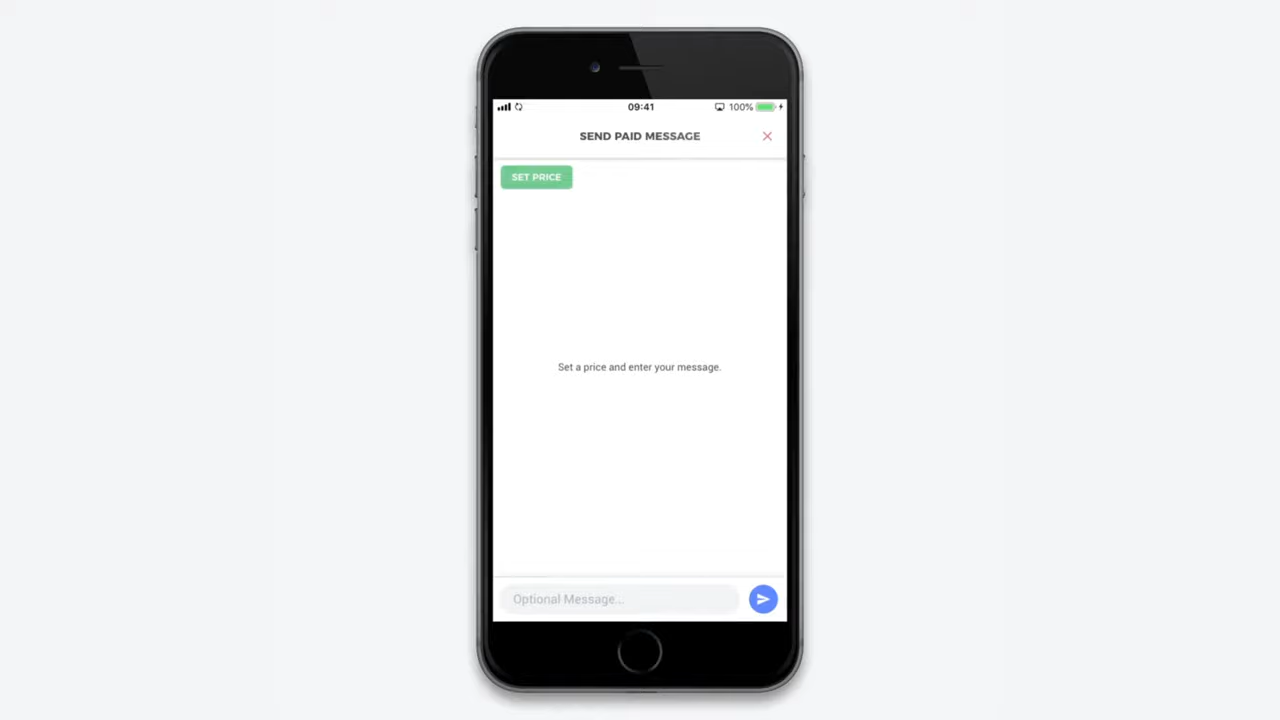 09:41
100%
SEND PAID MESSAGE
SET PRICE
Set a price and enter your message.
Optional Message...